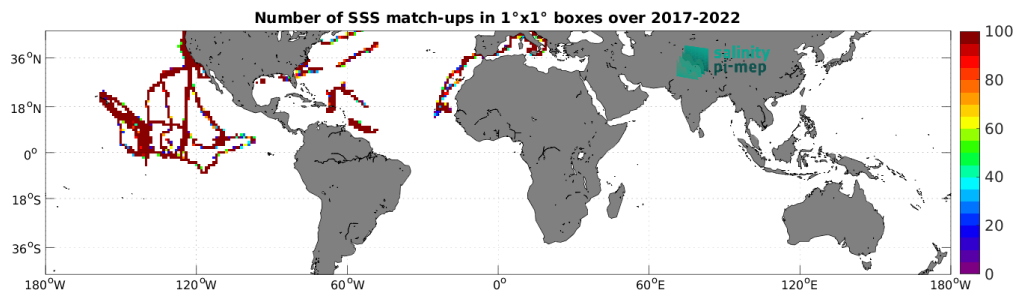 Number of SSS match-ups in 1°x1° boxes over 2017-2022
salinity
pi-mep
100
80
60
40
20
0
36°N
18°N
0°
18°S
36°S
180°W
120°W
60°W
0°
60°E
120°E
180°W